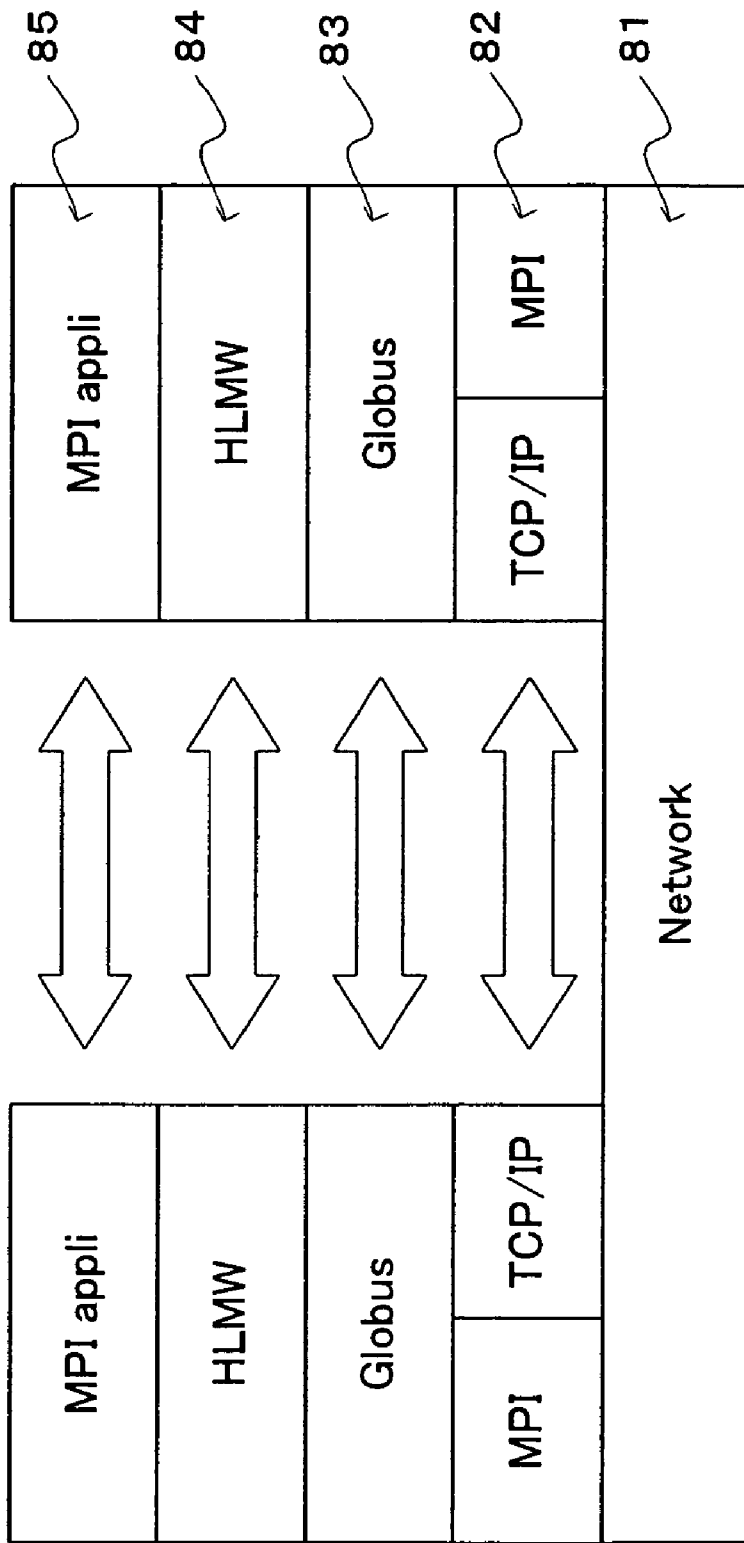 MPI appli
MPI appli
85
HLMW
HLMW
84
Globus
Globus
83
MPI
TCP/IP
TCP/IP
MPI
82
Network
81